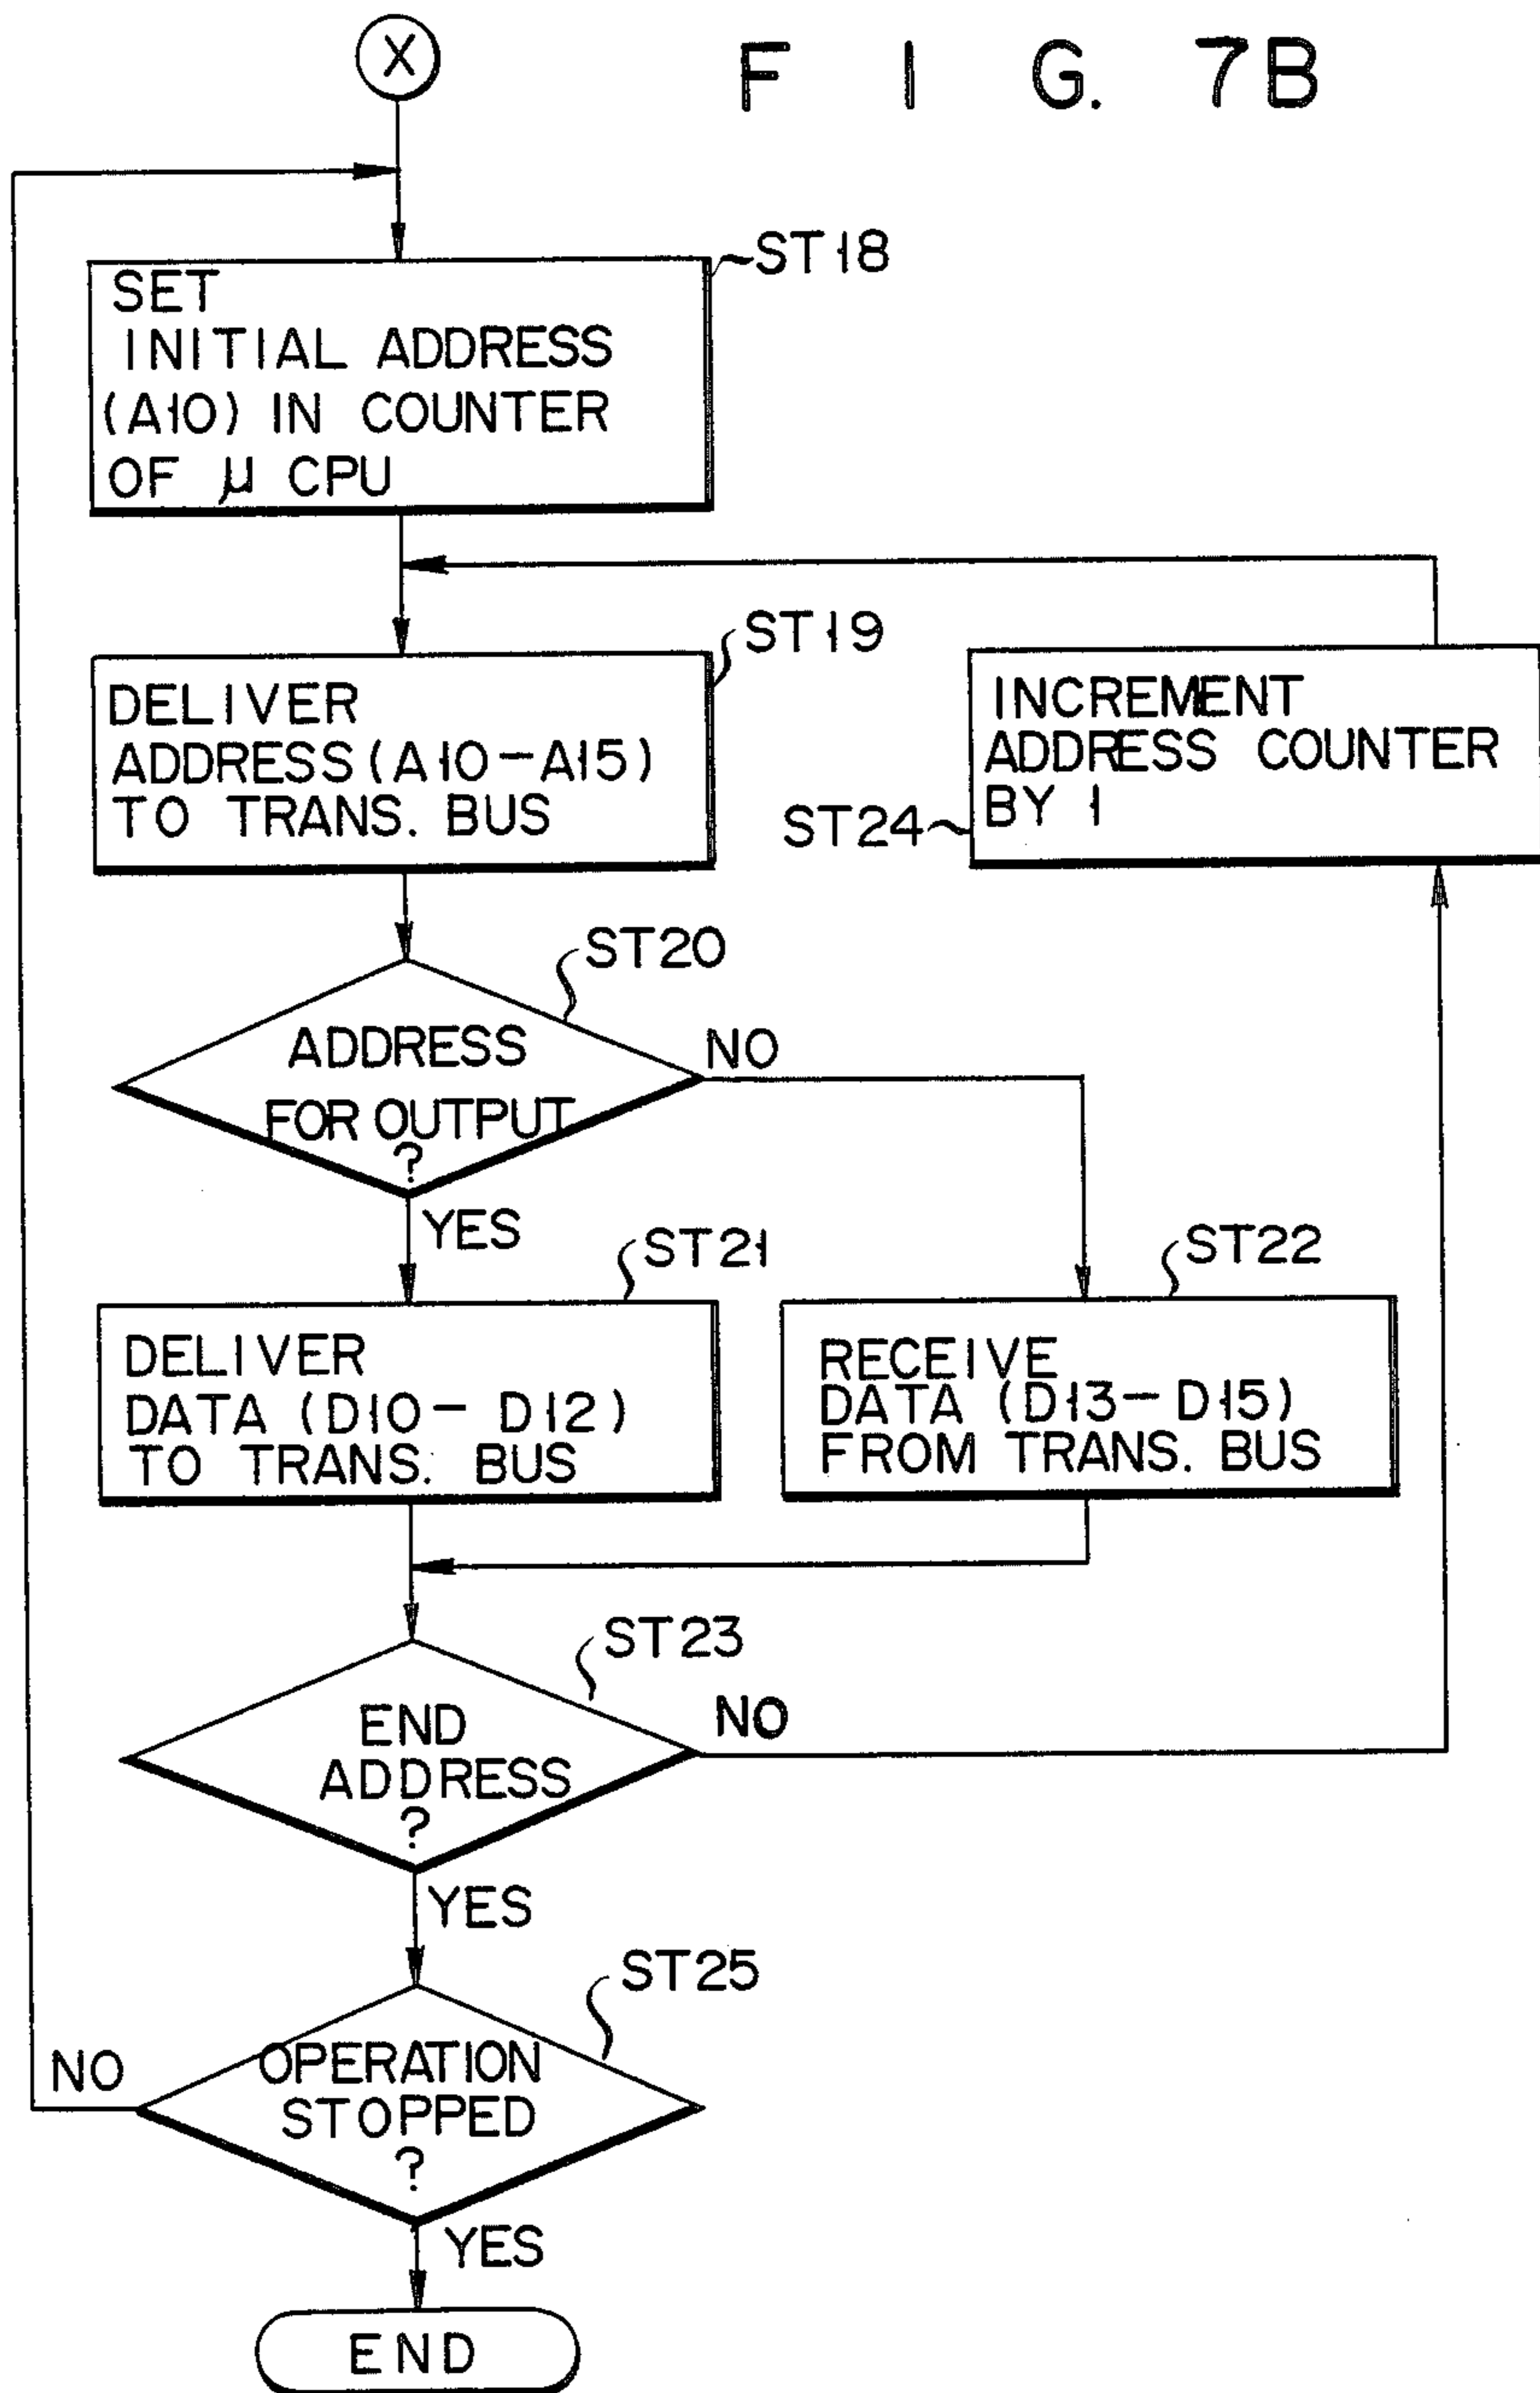 X
F I G. 7B
ST18
SET
INITIAL ADDRESS
(A10) IN COUNTER
OF μ CPU
ST19
DELIVER
ADDRESS (A10-A15)
TO TRANS. BUS
INCREMENT
ADDRESS COUNTER
BY 1
ST24
ST20
ADDRESS
FOR OUTPUT
?
NO
YES
ST21
DELIVER
DATA (D10- D12)
TO TRANS. BUS
ST22
RECEIVE
DATA (D13-D15)
FROM TRANS. BUS
ST23
END
ADDRESS
?
NO
YES
ST25
OPERATION
STOPPED
?
NO
YES
END